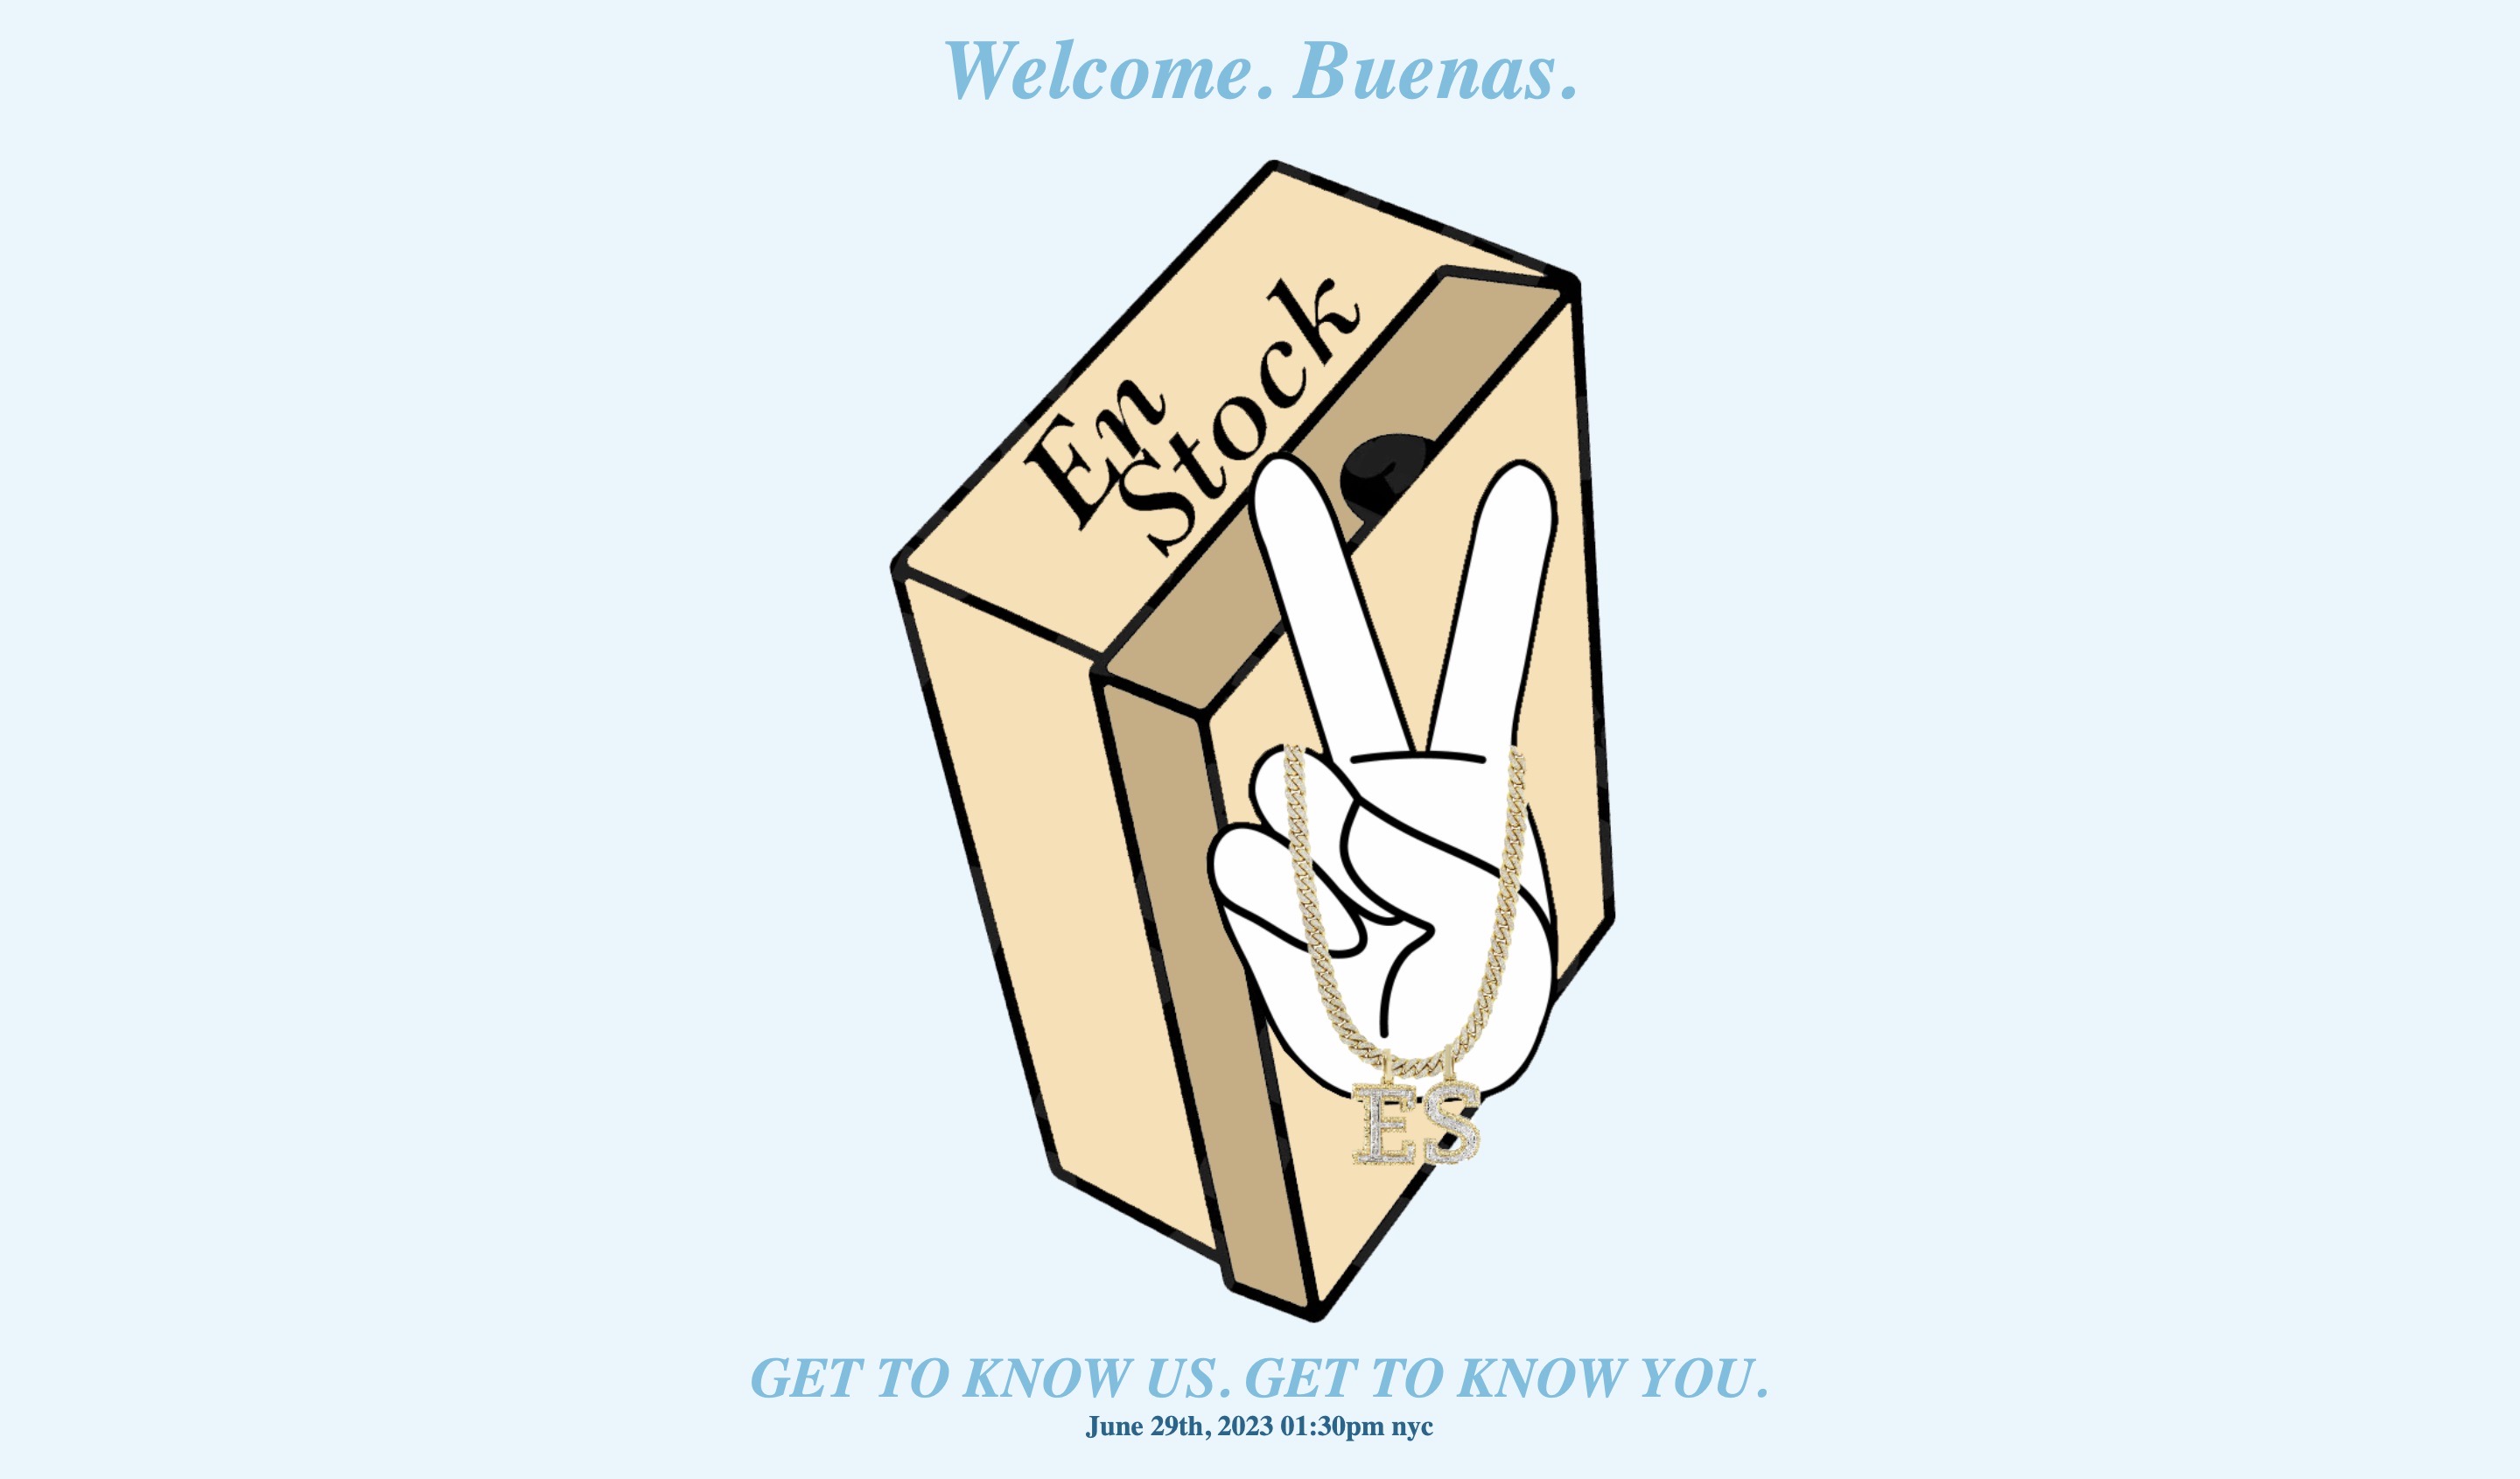 Welcome. Buenas.
En
Stock
ES
GET TO KNOW US. GET TO KNOW YOU.
June 29th, 2023 01:30pm nyc